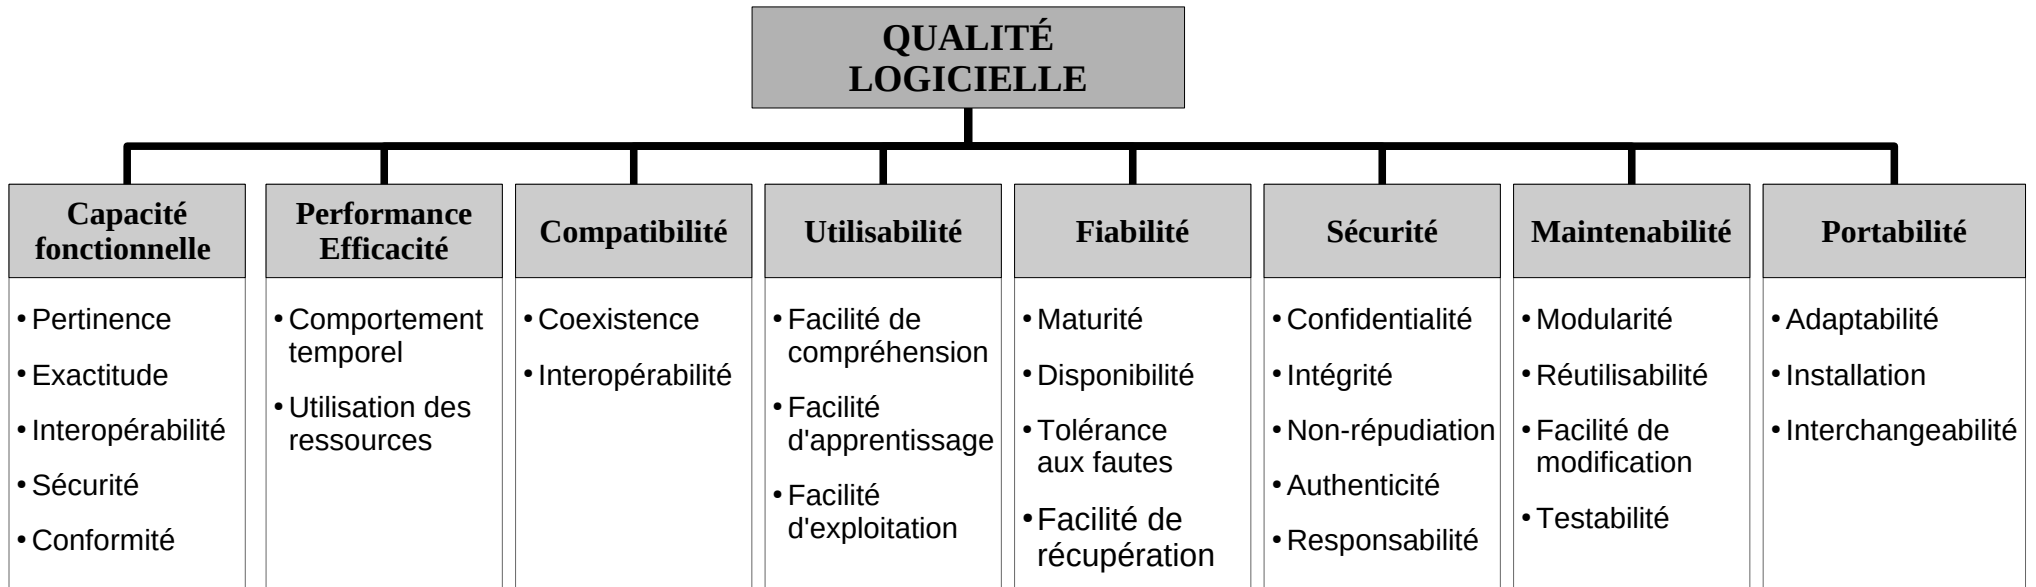 QUALITÉ
LOGICIELLE
Capacité
fonctionnelle
• Pertinence
• Exactitude
• Interopérabilité
• Sécurité
• Conformité
Performance
Efficacité
• Comportement
temporel
• Utilisation des
ressources
Compatibilité
• Coexistence
• Interopérabilité
Utilisabilité
• Facilité de
compréhension
• Facilité
d'apprentissage
• Facilité
d'exploitation
Fiabilité
• Maturité
• Disponibilité
• Tolérance
aux fautes
• Facilité de
récupération
Sécurité
• Confidentialité
• Intégrité
• Non-répudiation
• Authenticité
• Responsabilité
Maintenabilité
• Modularité
• Réutilisabilité
• Facilité de
modification
• Testabilité
Portabilité
• Adaptabilité
• Installation
• Interchangeabilité